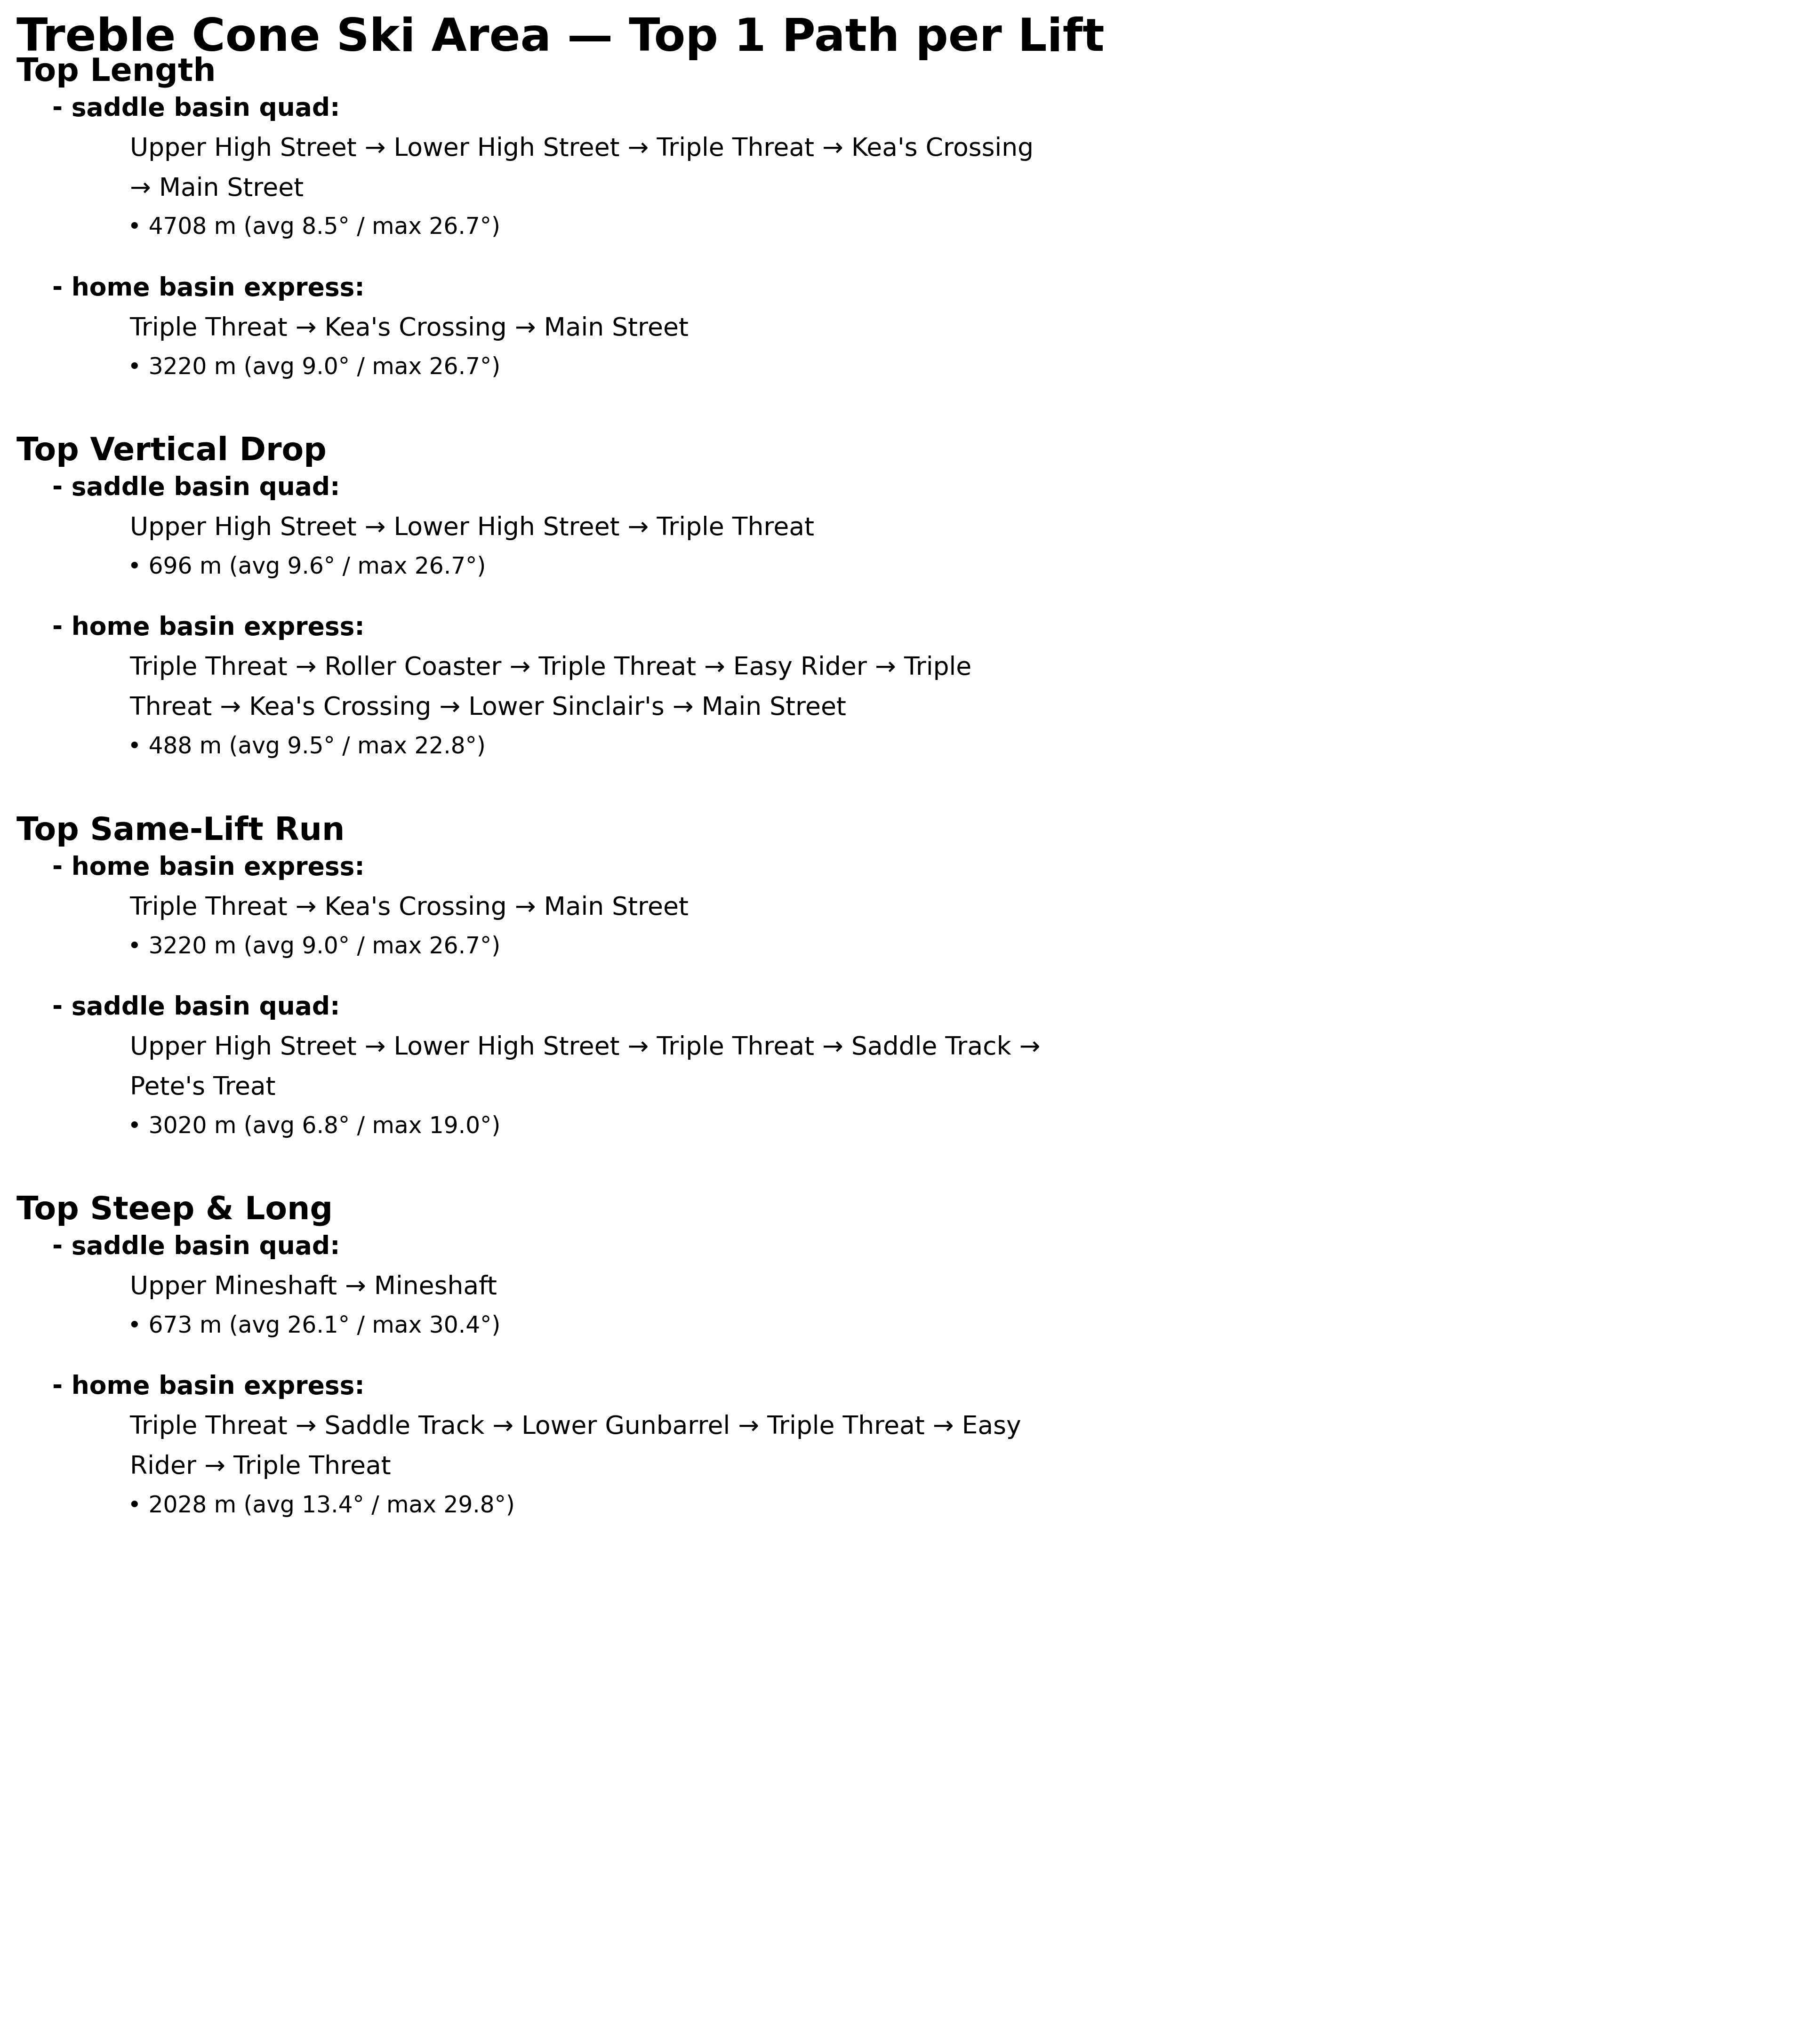 Treble Cone Ski Area — Top 1 Path per Lift
Top Length
- saddle basin quad:
Upper High Street → Lower High Street → Triple Threat → Kea's Crossing
→ Main Street
• 4708 m (avg 8.5° / max 26.7°)
- home basin express:
Triple Threat → Kea's Crossing → Main Street
• 3220 m (avg 9.0° / max 26.7°)
Top Vertical Drop
- saddle basin quad:
Upper High Street → Lower High Street → Triple Threat
• 696 m (avg 9.6° / max 26.7°)
- home basin express:
Triple Threat → Roller Coaster → Triple Threat → Easy Rider → Triple
Threat → Kea's Crossing → Lower Sinclair's → Main Street
• 488 m (avg 9.5° / max 22.8°)
Top Same-Lift Run
- home basin express:
Triple Threat → Kea's Crossing → Main Street
• 3220 m (avg 9.0° / max 26.7°)
- saddle basin quad:
Upper High Street → Lower High Street → Triple Threat → Saddle Track →
Pete's Treat
• 3020 m (avg 6.8° / max 19.0°)
Top Steep & Long
- saddle basin quad:
Upper Mineshaft → Mineshaft
• 673 m (avg 26.1° / max 30.4°)
- home basin express:
Triple Threat → Saddle Track → Lower Gunbarrel → Triple Threat → Easy
Rider → Triple Threat
• 2028 m (avg 13.4° / max 29.8°)